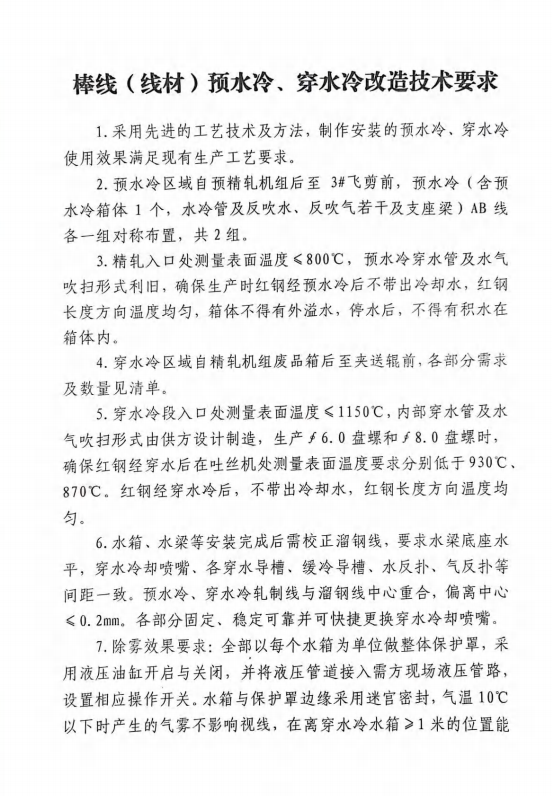 棒线（线材）预水冷、穿水冷改造技术要求
1.采用先进的工艺技术及方法，制作安装的预水冷、穿水冷
使用效果满足现有生产工艺要求。
2.预水冷区域自预精轧机组后至 3#飞剪前，预水冷（含预
水冷箱体 1 个，水冷管及反吹水、反吹气若干及支座梁）AB 线
各一组对称布置，共 2 组。
3.精轧入口处测量表面温度≤800℃，预水冷穿水管及水气
吹扫形式利旧，确保生产时红钢经预水冷后不带出冷却水，红钢
长度方向温度均匀，箱体不得有外溢水，停水后，不得有积水在
箱体内。
4.穿水冷区域自精轧机组废品箱后至夹送辊前，各部分需求
及数量见清单。
5.穿水冷段入口处测量表面温度≤1150℃，内部穿水管及水
气吹扫形式由供方设计制造，生产∮6.0 盘螺和∮8.0 盘螺时，
确保红钢经穿水后在吐丝机处测量表面温度要求分别低于930℃、
870℃。红钢经穿水冷后，不带出冷却水，红钢长度方向温度均
匀。
6.水箱、水梁等安装完成后需校正溜钢线，要求水梁底座水
平，穿水冷却喷嘴、各穿水导槽、缓冷导槽、水反扑、气反扑等
间距一致。预水冷、穿水冷轧制线与溜钢线中心重合，偏离中心
≤0.2mm。各部分固定、稳定可靠并可快捷更换穿水冷却喷嘴。
7.除雾效果要求：全部以每个水箱为单位做整体保护罩，采
用液压油缸开启与关闭，并将液压管道接入需方现场液压管路，
设置相应操作开关。水箱与保护罩边缘采用迷宫密封，气温 10℃
以下时产生的气雾不影响视线，在离穿水冷水箱≥1 米的位置能